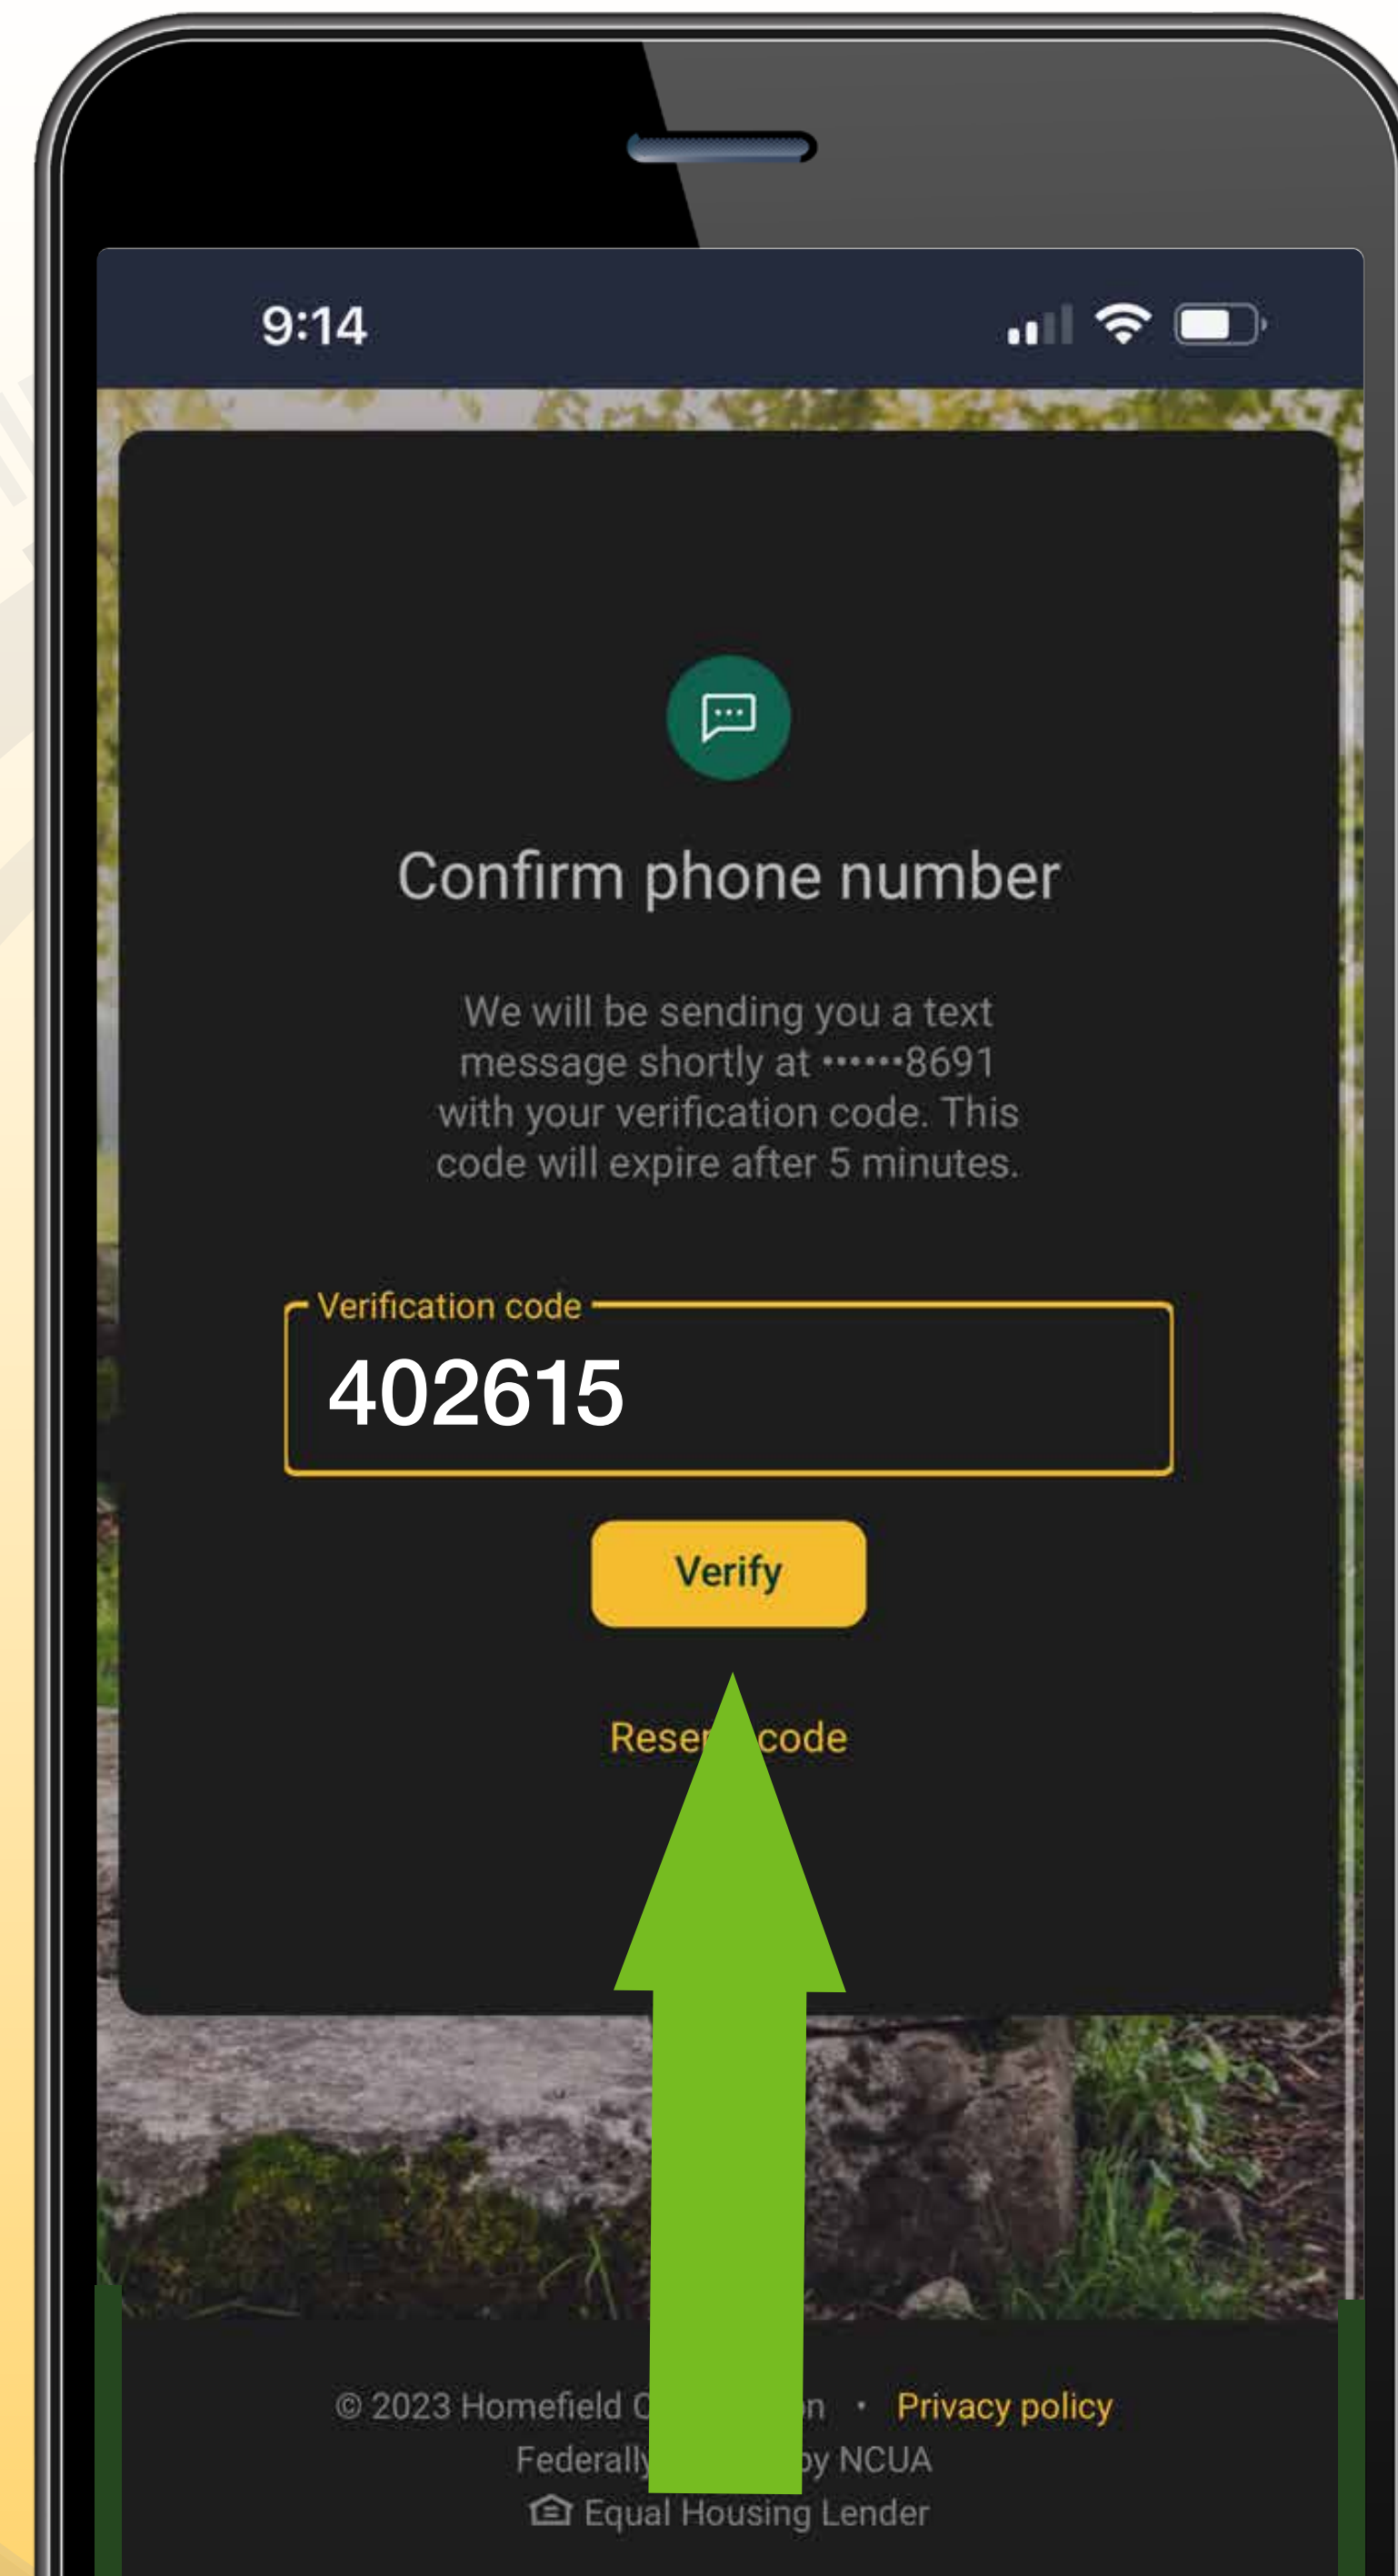 9:14
Confirm phone number
We will be sending you a text
message shortly at ••••••8691
with your verification code. This
code will expire after 5 minutes.
Verification code
402615
Verify
code
© 2023 Homefield • Privacy policy
by NCUA
Equal Housing Lender